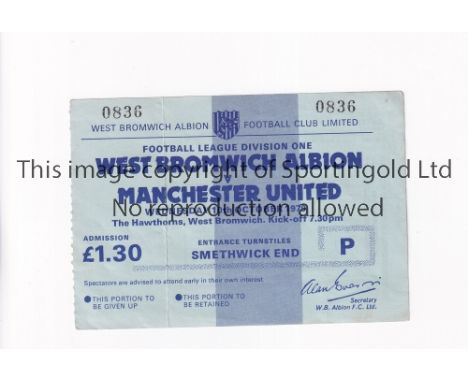 0836 0836
WEST BROMWICH ALBION FOOTBALL CLUB LIMITED
FOOTBALL LEAGUE DIVISION ONE
WEST BROMWICH ALBION
This image copyright of Sportingold Ltd
V
MANCHESTER UNITED
No reproduction allowed
WEDNESDAY OCTOBER
The Hawthorns, West Bromwich. Kick-off 7.30pm
ADMISSION
£1.30
ENTRANCE TURNSTILES
SMETHWICK END
P
Spectators are advised to attend early in their own interest
● THIS PORTION TO BE GIVEN UP
● THIS PORTION TO BE RETAINED
Secretary
W.B. Albion F.C. Ltd.